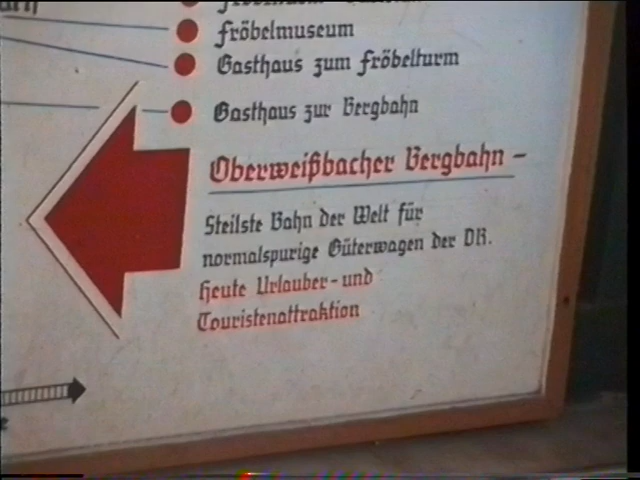 Fröbelmuseum
Gasthaus zum Fröbelturm
Gasthaus zur Bergbahn
Oberweißbacher Bergbahn –
Steilste Bahn der Welt für
normalspurige Güterwagen der DR.
Heute Urlauber- und
Touristenattraktion